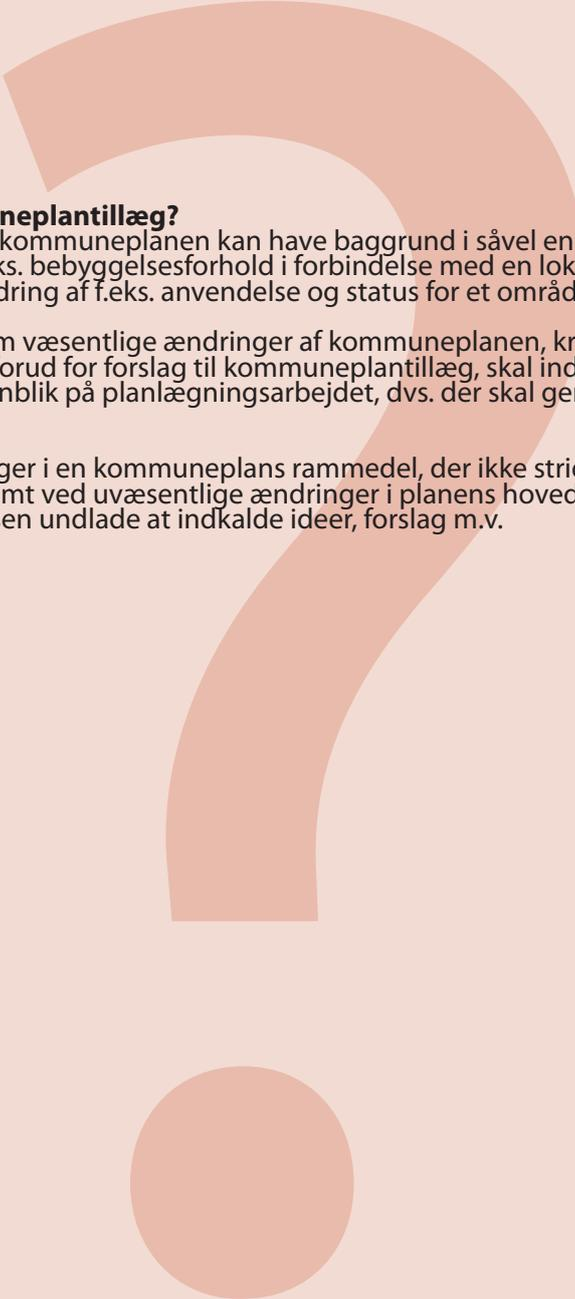 neplantillæg?
kommuneplanen kan have baggrund i såvel en
ks. bebyggelsesforhold i forbindelse med en lok
dring af f.eks. anvendelse og status for et områd
m væsentlige ændringer af kommuneplanen, kr
forud for forslag til kommuneplantillæg, skal ind
nblik på planlægningsarbejdet, dvs. der skal ger
ger i en kommuneplans rammedel, der ikke strid
mt ved uvæsentlige ændringer i planens hoved
sen undlade at indkalde ideer, forslag m.v.